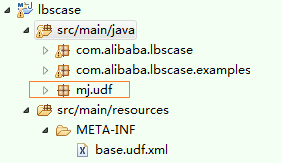 lbscase
src/main/java
com.alibaba.lbscase
com.alibaba.lbscase.examples
mj.udf
src/main/resources
META-INF
base.udf.xml